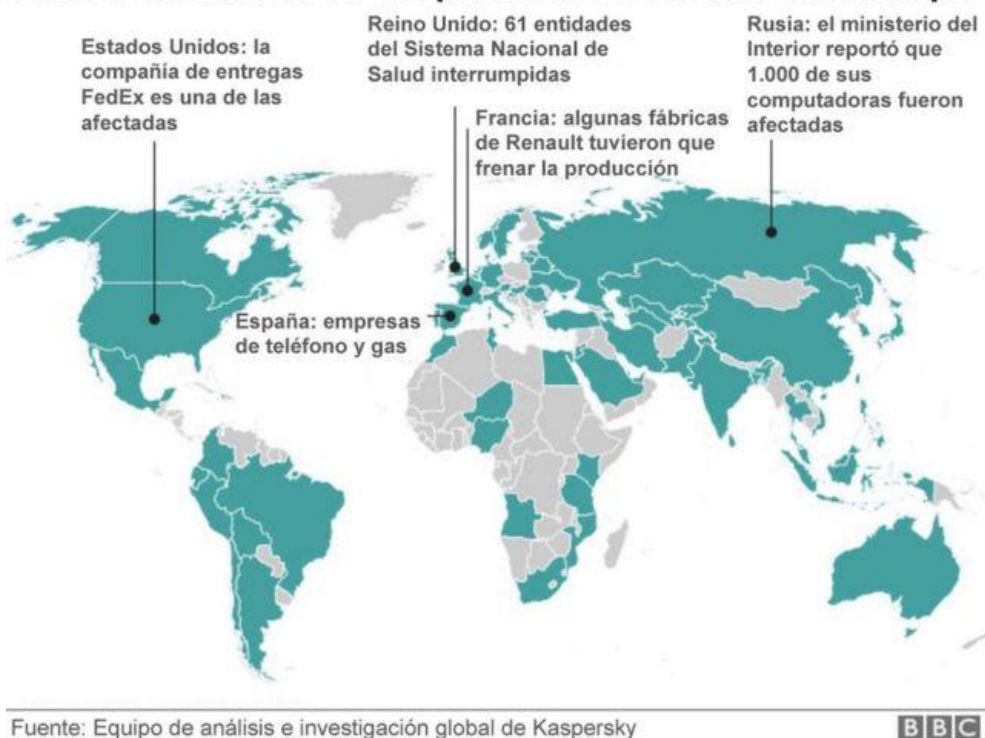 Estados Unidos: la
compañía de entregas
FedEx es una de las
afectadas
Reino Unido: 61 entidades
del Sistema Nacional de
Salud interrumpidas
Francia: algunas fábricas
de Renault tuvieron que
frenar la producción
Rusia: el ministerio del
Interior reportó que
1.000 de sus
computadoras fueron
afectadas
España: empresas
de teléfono y gas
Fuente: Equipo de análisis e investigación global de Kaspersky
BBC